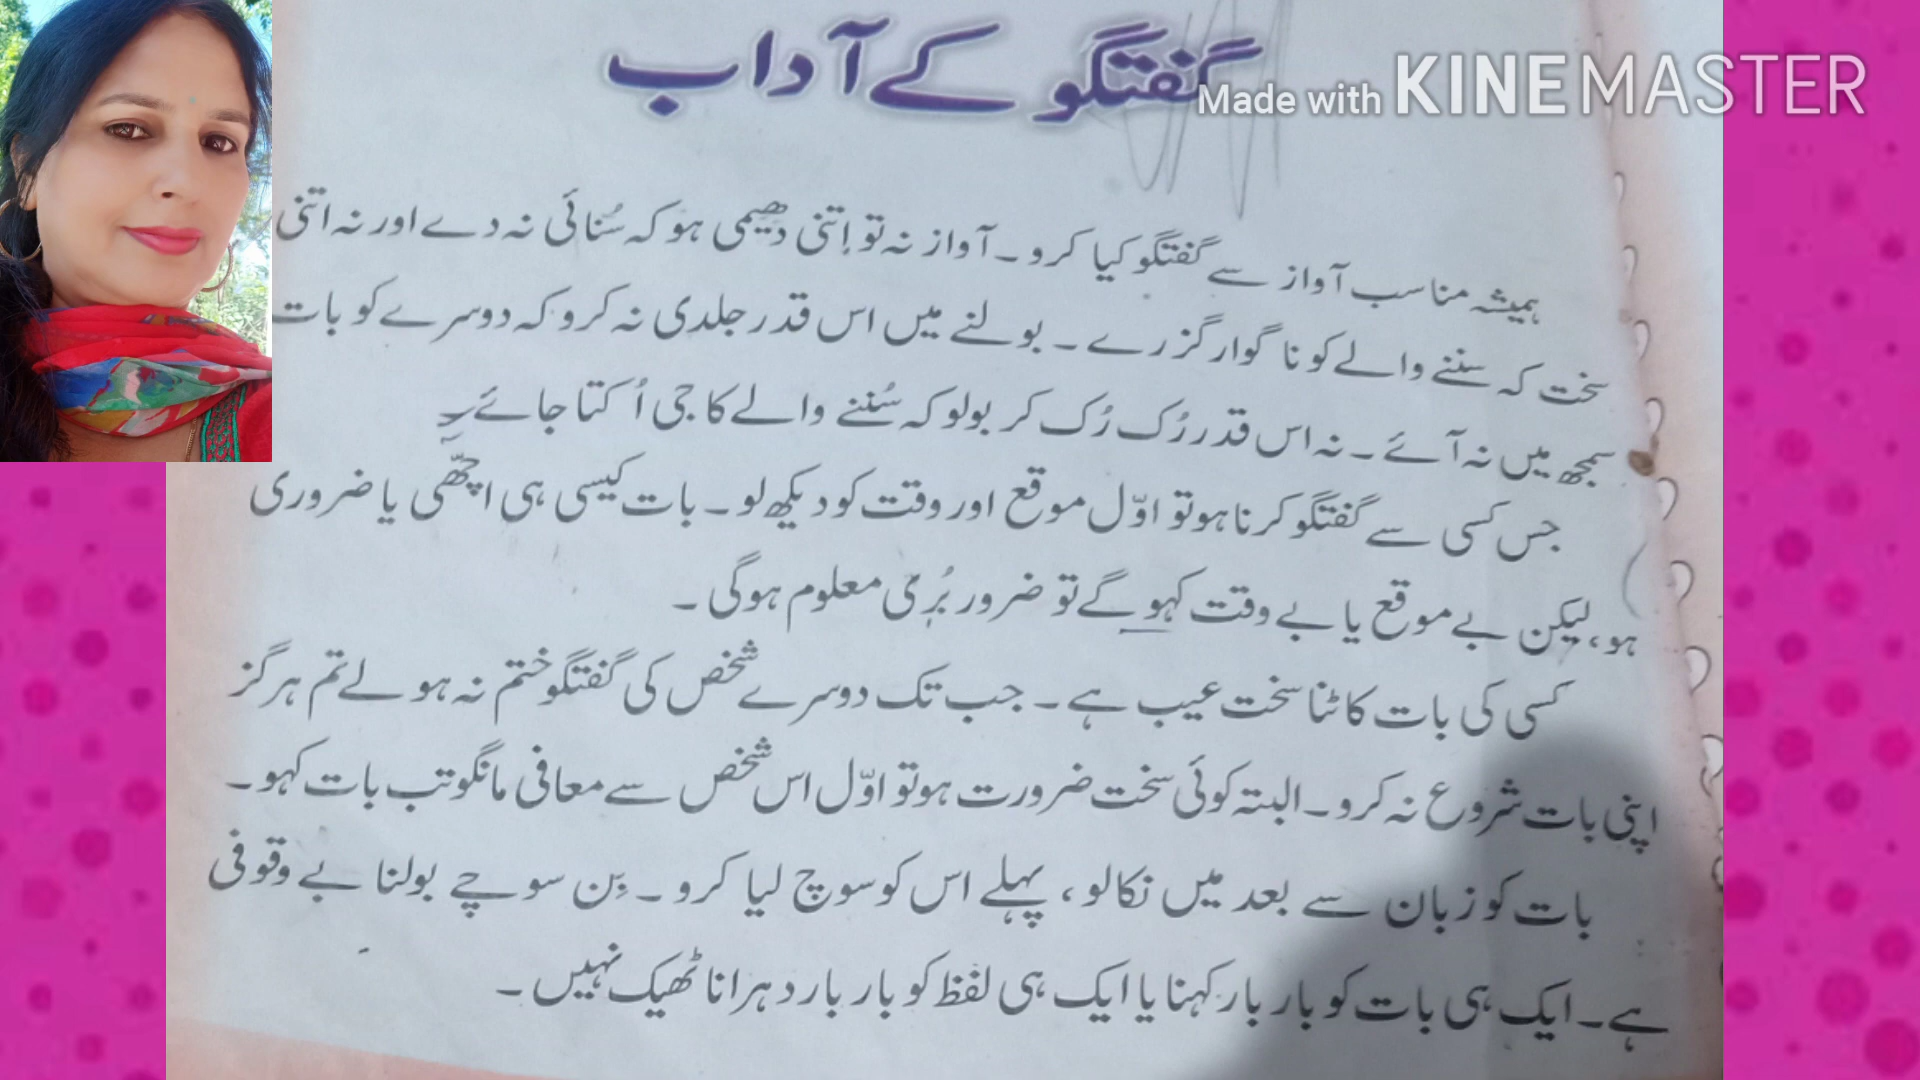 گفتگو کے آداب
Made with KINEMASTER
ہمیشہ مناسب آواز سے گفتگو کیا کرو۔ آواز نہ تو اِتنی دھیمی ہو کہ سُنائی نہ دے اور نہ اتنی
سخت کہ سننے والے کو نا گوار گزرے۔ بولنے میں اس قدر جلدی نہ کرو کہ دوسرے کو بات
سمجھ میں نہ آئے۔ نہ اس قدر رُک رُک کر بولو کہ سُننے والے کا جی اُکتا جائے۔
جس کسی سے گفتگو کرنا ہو تو اوّل موقع اور وقت کو دیکھ لو۔ بات کیسی ہی اچھّی یا ضروری
ہو، لیکن بے موقع یا بے وقت کہو گے تو ضرور بُری معلوم ہوگی۔
کسی کی بات کاٹنا سخت عیب ہے۔ جب تک دوسرے شخص کی گفتگو ختم نہ ہو لے تم ہرگز
اپنی بات شروع نہ کرو۔ البتہ کوئی سخت ضرورت ہو تو اوّل اس شخص سے معافی مانگو تب بات کہو۔
بات کو زبان سے بعد میں نکالو، پہلے اس کو سوچ لیا کرو۔ بِن سوچے بولنا بے وقوفی
ہے۔ ایک ہی بات کو بار بار کہنا یا ایک ہی لفظ کو بار بار دہرانا ٹھیک نہیں۔